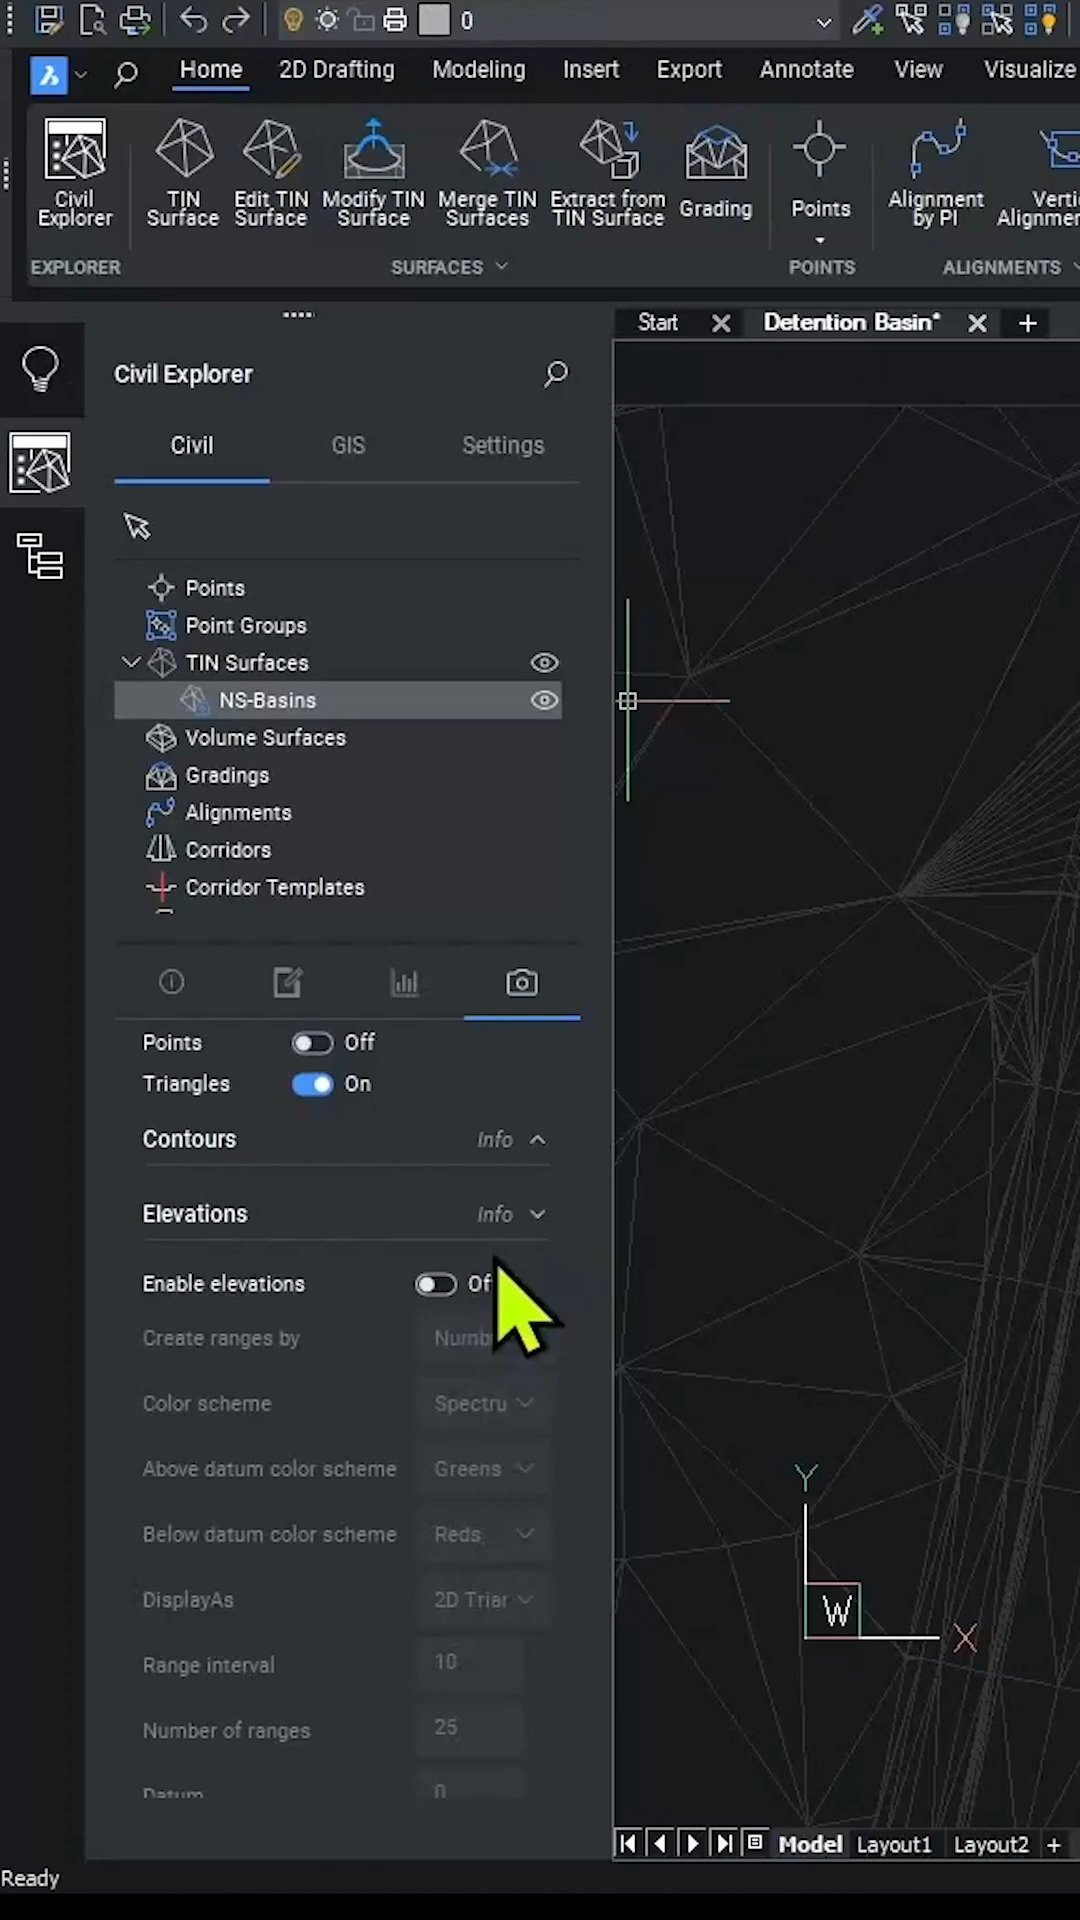 0
Home 2D Drafting Modeling Insert Export Annotate View Visualize
Civil Explorer
TIN Surface
Edit TIN Surface
Modify TIN Surface
Merge TIN Surfaces
Extract from TIN Surface
Grading
Points
Alignment by PI
EXPLORER SURFACES POINTS ALIGNMENTS
Start Detention Basin* +
Civil Explorer
Civil GIS Settings
Points
Point Groups
TIN Surfaces
NS-Basins
Volume Surfaces
Gradings
Alignments
Corridors
Corridor Templates
Points Off
Triangles On
Contours Info
Elevations Info
Enable elevations
Create ranges by
Color scheme Spectru
Above datum color scheme Greens
Below datum color scheme Reds
DisplayAs 2D Triar
Range interval 10
Number of ranges 25
Datum 0
Y
W
X
Model Layout1 Layout2 +
Ready